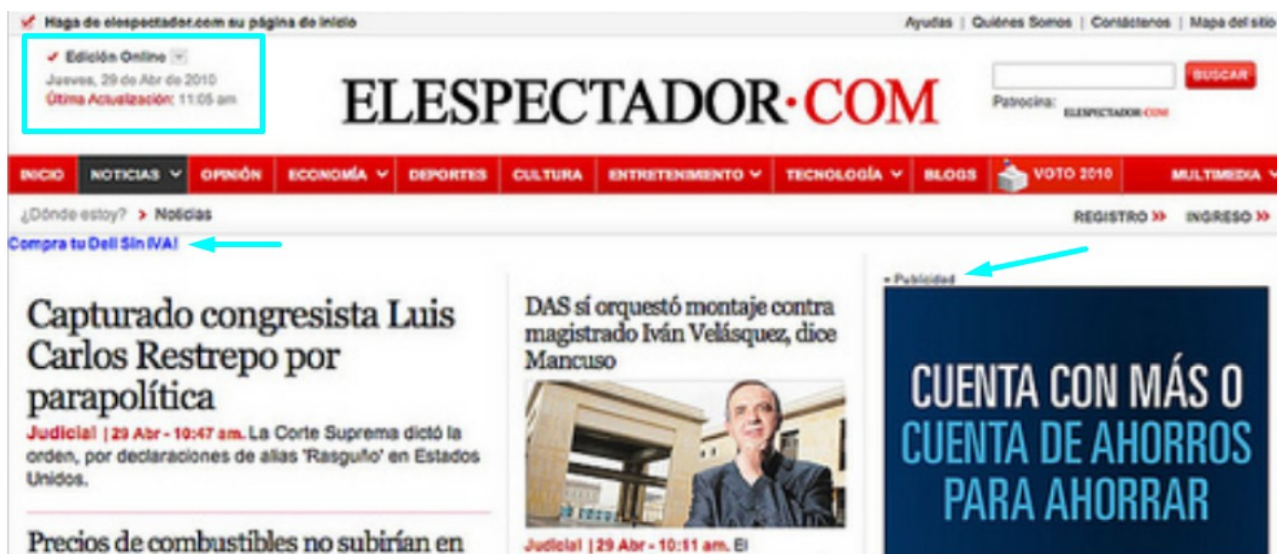 Haga de elespectador.com su página de inicio
Ayudas | Quiénes Somos | Contáctenos | Mapa del sitio
Edición Online
Jueves, 29 de Abr de 2010
Última Actualización: 11:05 am
ELESPECTADOR·COM
BUSCAR
Patrocina:
ELESPECTADOR·COM
INICIO NOTICIAS OPINIÓN ECONOMÍA DEPORTES CULTURA ENTRETENIMIENTO TECNOLOGÍA BLOGS VOTO 2010 MULTIMEDIA
¿Dónde estoy? > Noticias
REGISTRO » INGRESO »
Compra tu Dell Sin IVA!
Publicidad
Capturado congresista Luis
Carlos Restrepo por
parapolítica
Judicial | 29 Abr - 10:47 am. La Corte Suprema dictó la
orden, por declaraciones de alias 'Rasguño' en Estados
Unidos.
Precios de combustibles no subirían en
DAS sí orquestó montaje contra
magistrado Iván Velásquez, dice
Mancuso
Judicial | 29 Abr - 10:11 am. El
CUENTA CON MÁS O
CUENTA DE AHORROS
PARA AHORRAR